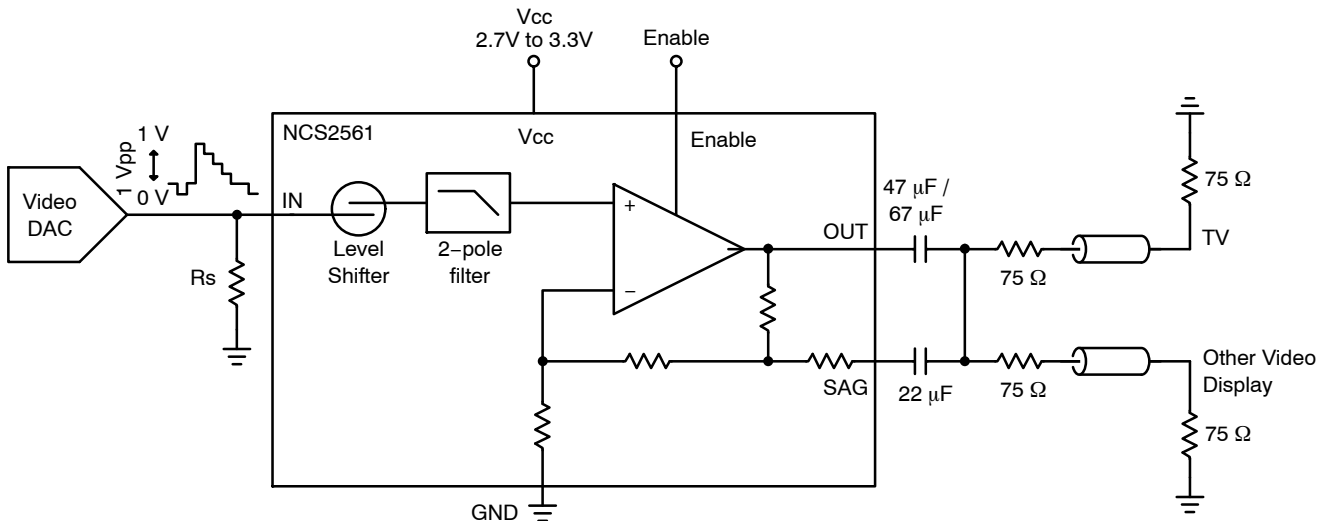 Vcc
2.7V to 3.3V
Enable
NCS2561
Vcc
Enable
1 Vpp
1 V
0 V
Video
DAC
IN
Rs
Level
Shifter
2−pole
filter
+
−
OUT
SAG
GND
47 μF /
67 μF
22 μF
75 Ω
75 Ω
TV
75 Ω
Other Video
Display
75 Ω